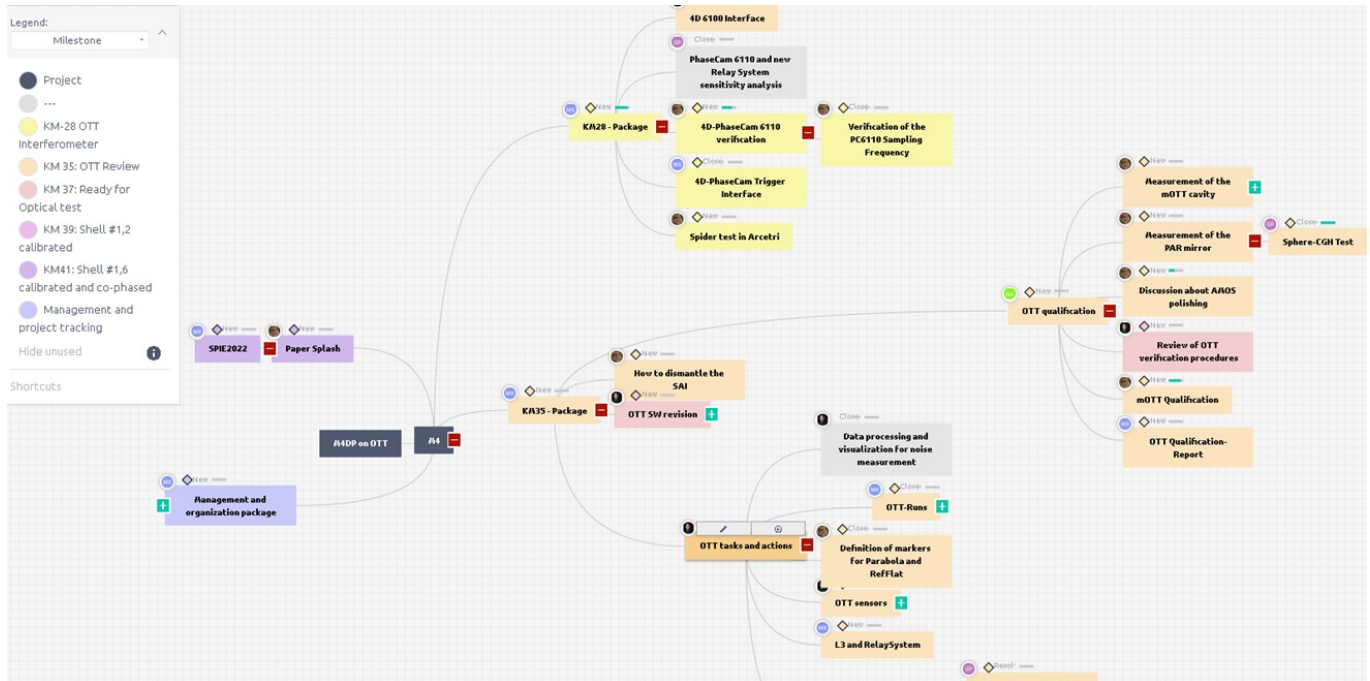 Legend:
Milestone
Project
---
KM-28 OTT
Interferometer
KM 35: OTT Review
KM 37: Ready for
Optical test
KM 39: Shell #1,2
calibrated
KM41: Shell #1,6
calibrated and co-phased
Management and
project tracking
Hide unused
Shortcuts
4D 6100 Interface
Close
PhaseCam 6110 and new
Relay System
sensitivity analysis
New
KM28 - Package
New
4D-PhaseCam 6110
verification
Close
Verification of the
PC6110 Sampling
Frequency
Close
4D-PhaseCam Trigger
Interface
New
Spider test in Arcetri
New
Measurement of the
mOTT cavity
New
Measurement of the
PAR mirror
Close
Sphere-CGH Test
New
OTT qualification
New
Discussion about AMOS
polishing
New
Review of OTT
verification procedures
New
mOTT Qualification
New
OTT Qualification-
Report
New
SPIE2022
New
Paper Splash
New
How to dismantle the
SAI
New
KM35 - Package
New
OTT SW revision
M4DP on OTT
M4
New
Management and
organization package
Close
Data processing and
visualization for noise
measurement
Close
OTT-Runs
OTT tasks and actions
Close
Definition of markers
for Parabola and
RefFlat
OTT sensors
New
L3 and RelaySystem
Resol